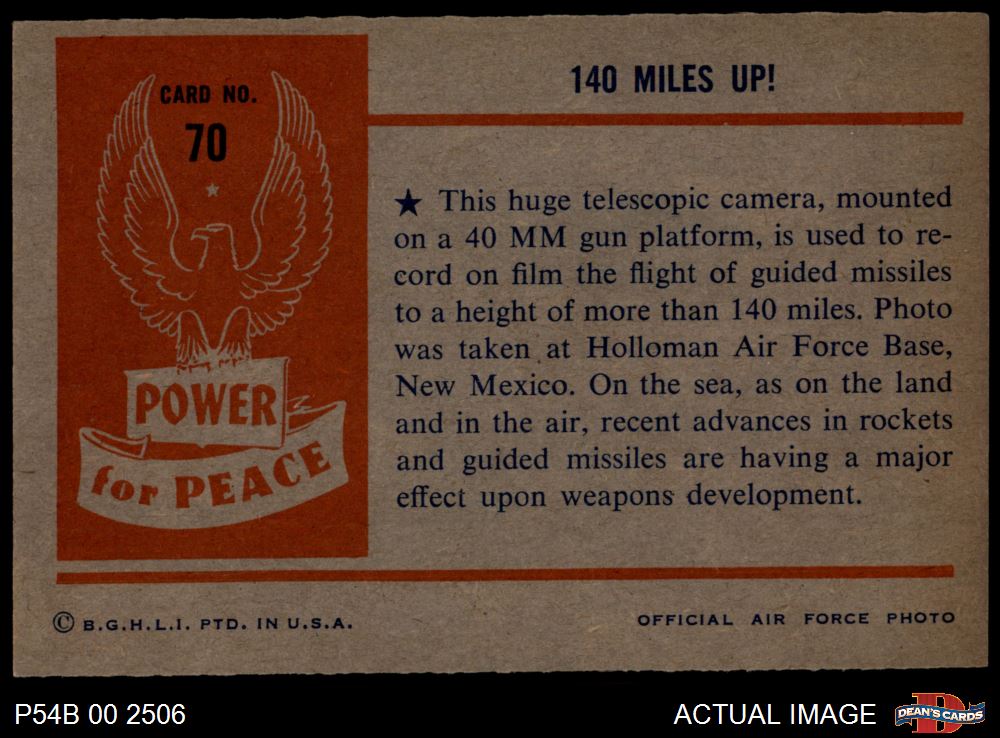 CARD NO.
70
POWER
for PEACE
140 MILES UP!
★ This huge telescopic camera, mounted
on a 40 MM gun platform, is used to re-
cord on film the flight of guided missiles
to a height of more than 140 miles. Photo
was taken at Holloman Air Force Base,
New Mexico. On the sea, as on the land
and in the air, recent advances in rockets
and guided missiles are having a major
effect upon weapons development.
© B.G.H.L.I. PTD. IN U.S.A.
OFFICIAL AIR FORCE PHOTO
P54B 00 2506
ACTUAL IMAGE
D
DEAN'S CARDS